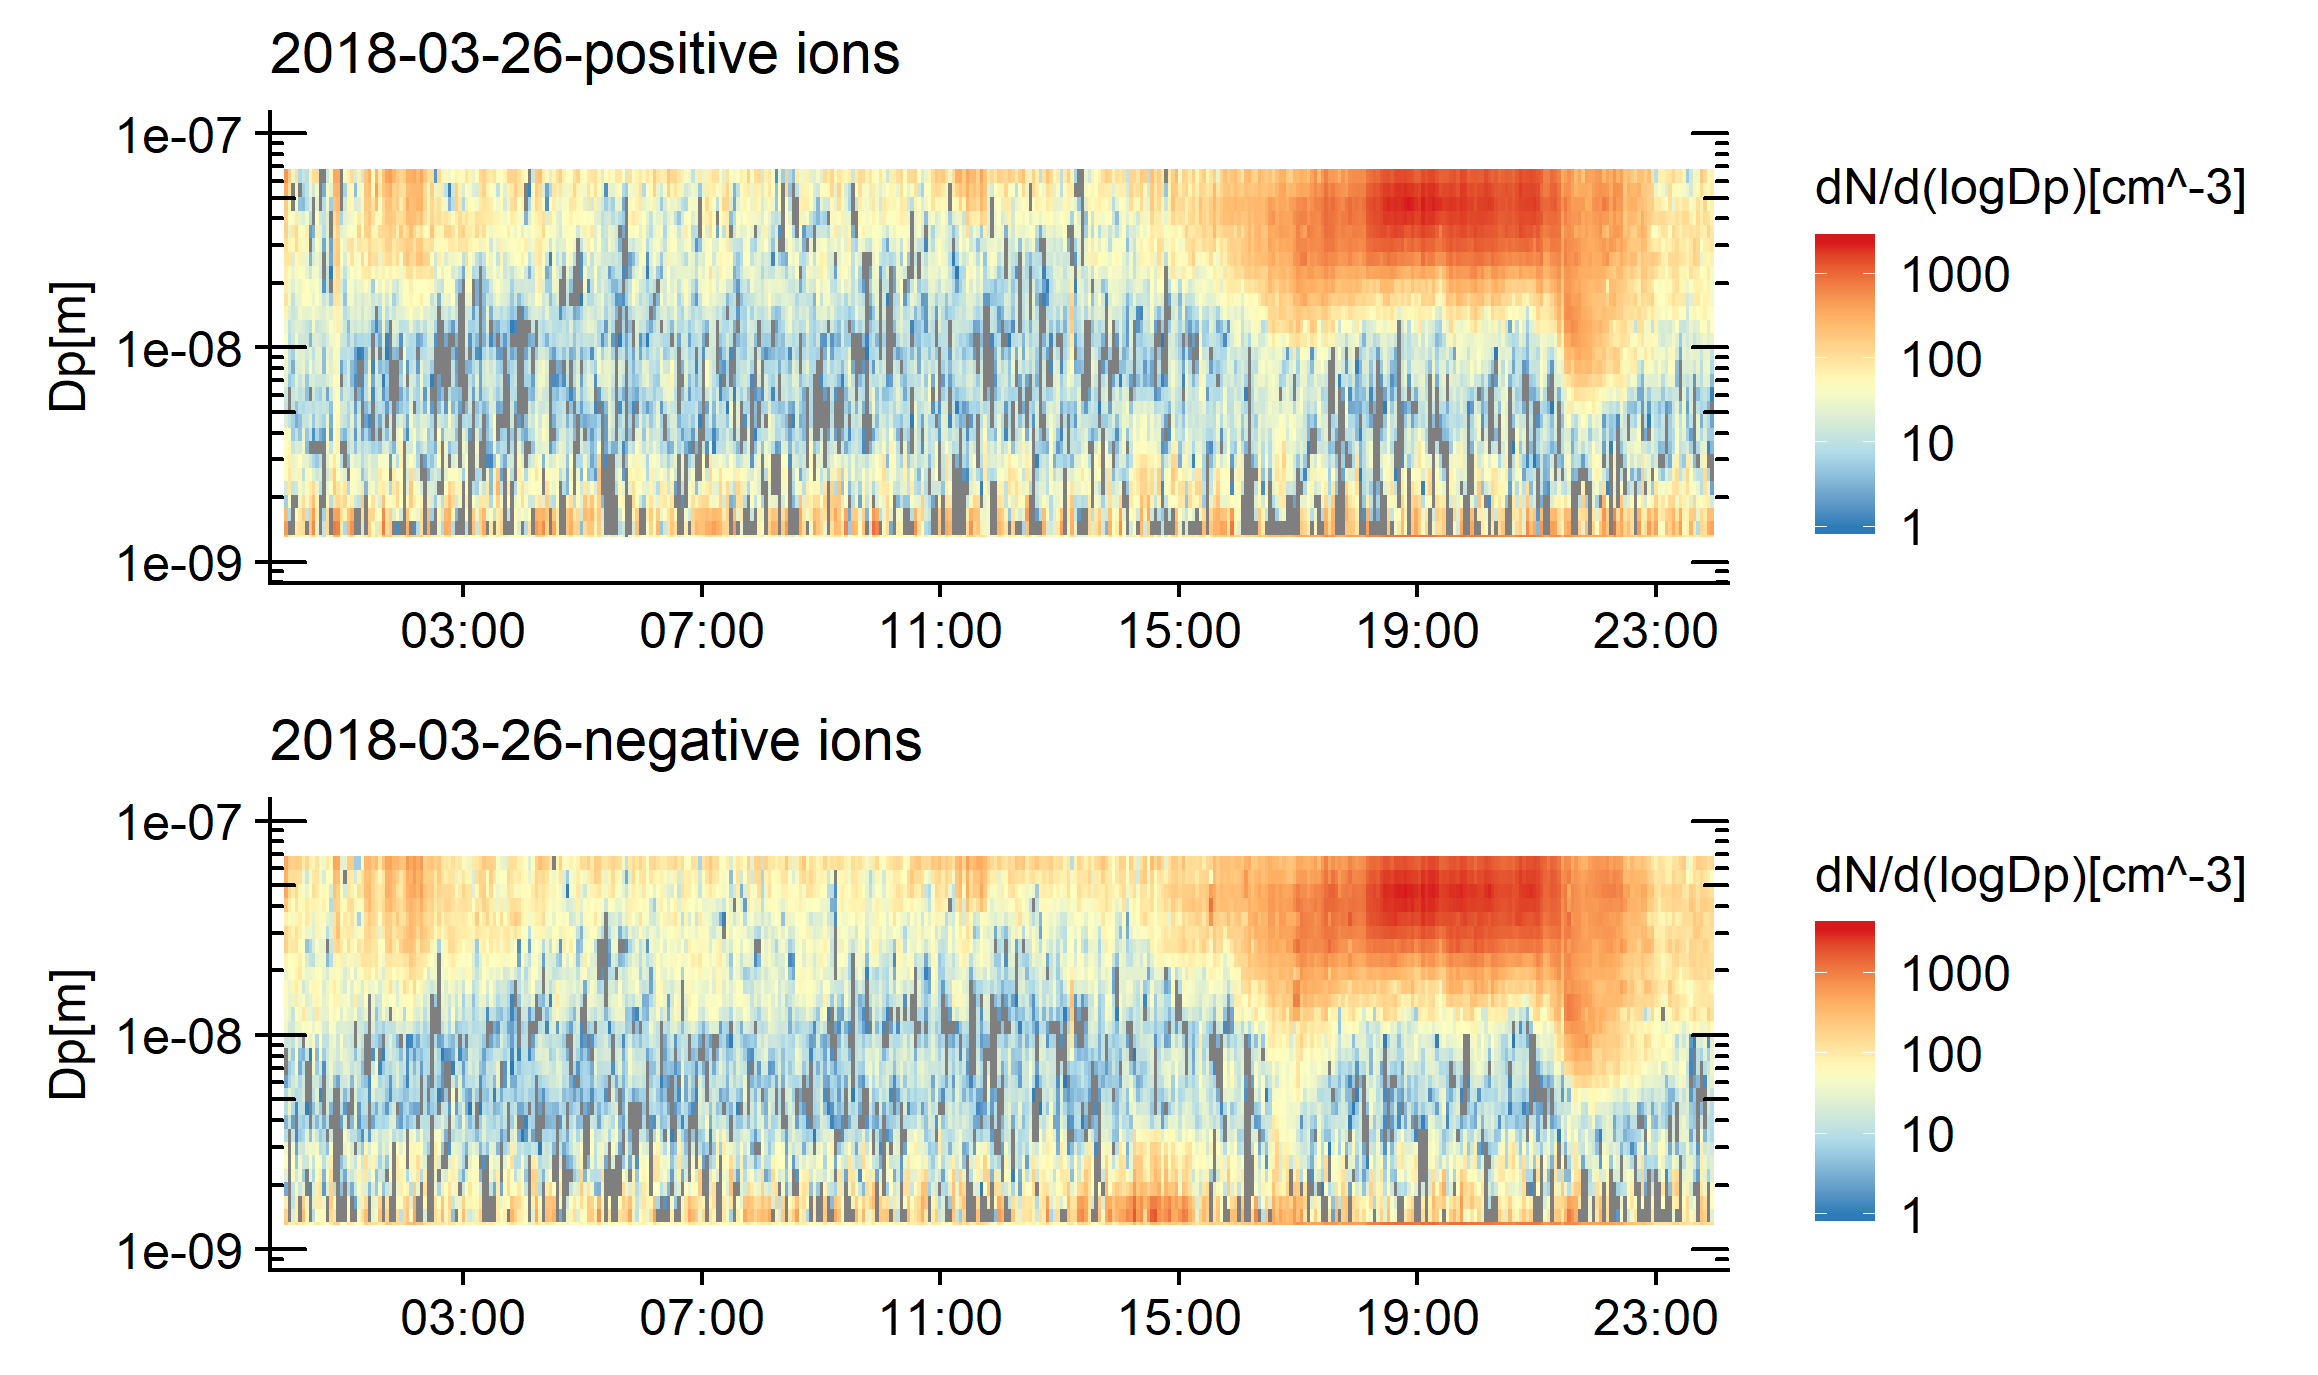 2018-03-26-positive ions
1e-07
1e-08
1e-09
Dp[m]
03:00 07:00 11:00 15:00 19:00 23:00
dN/d(logDp)[cm^-3]
1000
100
10
1
2018-03-26-negative ions
1e-07
1e-08
1e-09
Dp[m]
03:00 07:00 11:00 15:00 19:00 23:00
dN/d(logDp)[cm^-3]
1000
100
10
1